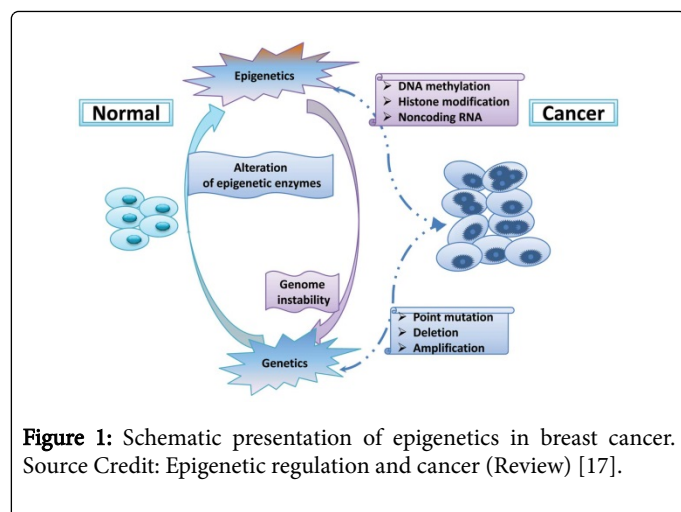 Epigenetics
➢ DNA methylation
➢ Histone modification
➢ Noncoding RNA
Normal
Cancer
Alteration
of epigenetic enzymes
Genome
instability
➢ Point mutation
➢ Deletion
➢ Amplification
Genetics
Figure 1: Schematic presentation of epigenetics in breast cancer.
Source Credit: Epigenetic regulation and cancer (Review) [17].